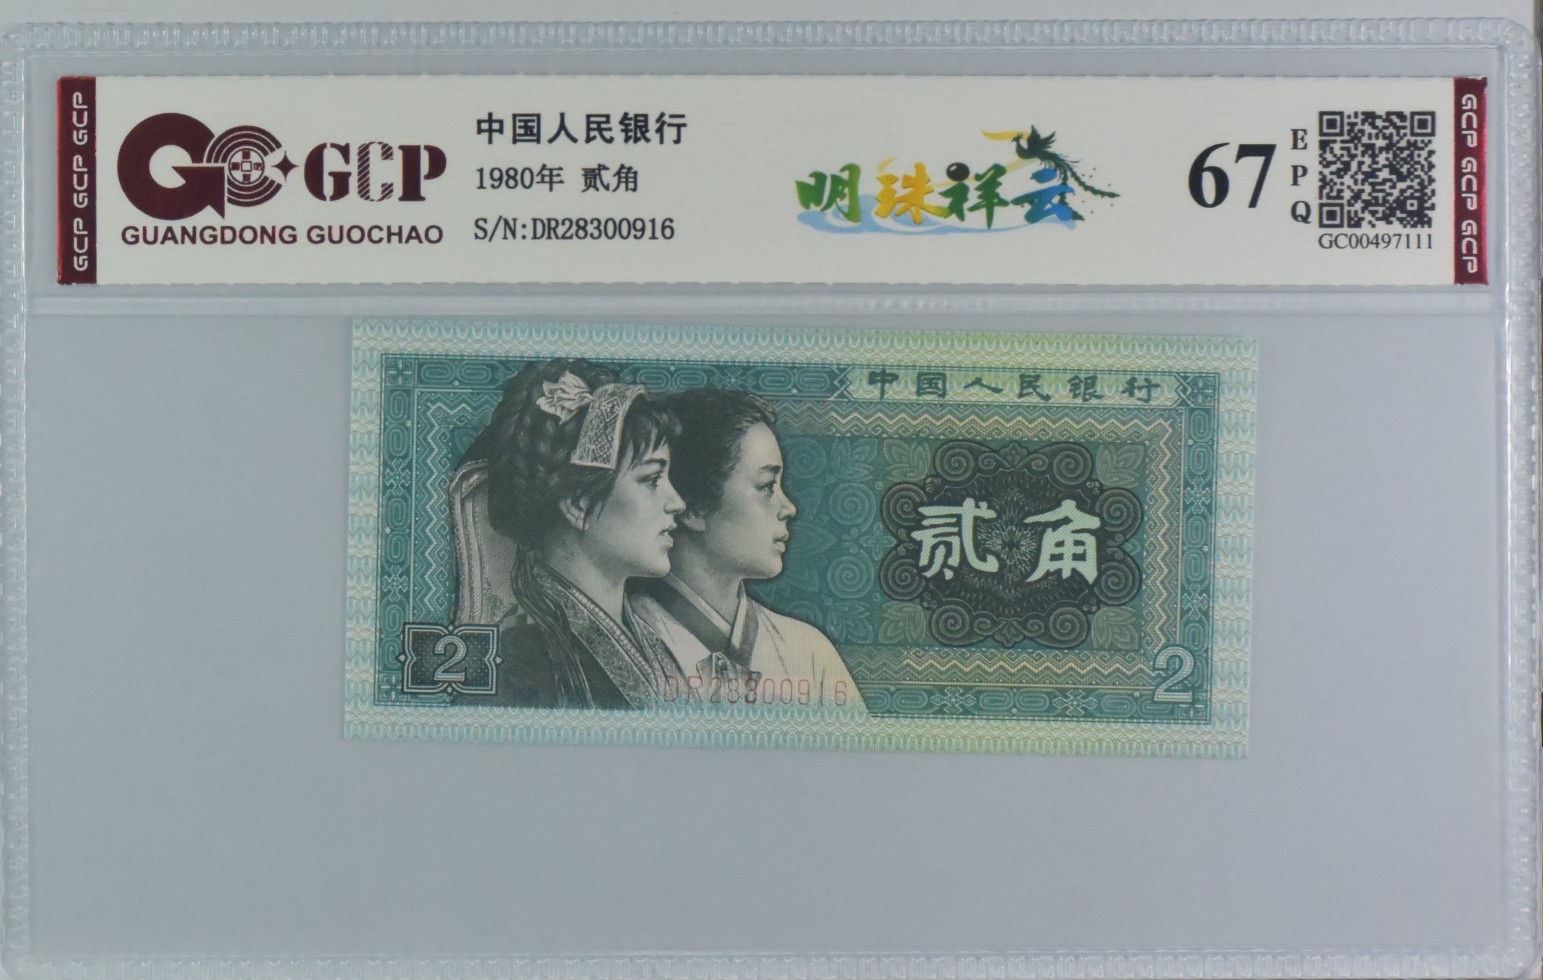 GCP GCP GCP
GCP
GUANGDONG GUOCHAO
中国人民银行
1980年 贰角
S/N:DR28300916
明珠祥云
67
EPQ
GC00497111
GCP GCP GCP
中国人民银行
贰角
2
2
DR28300916